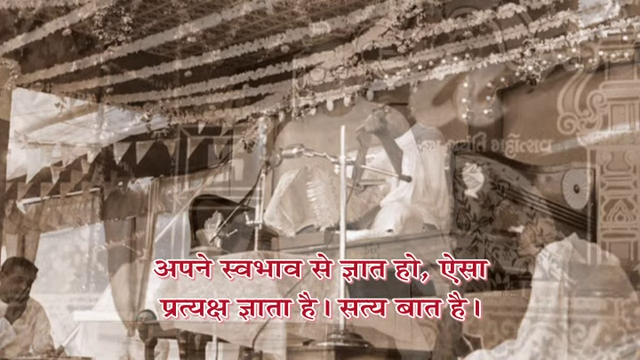 अपने स्वभाव से ज्ञात हो, ऐसा
प्रत्यक्ष ज्ञाता है। सत्य बात है।